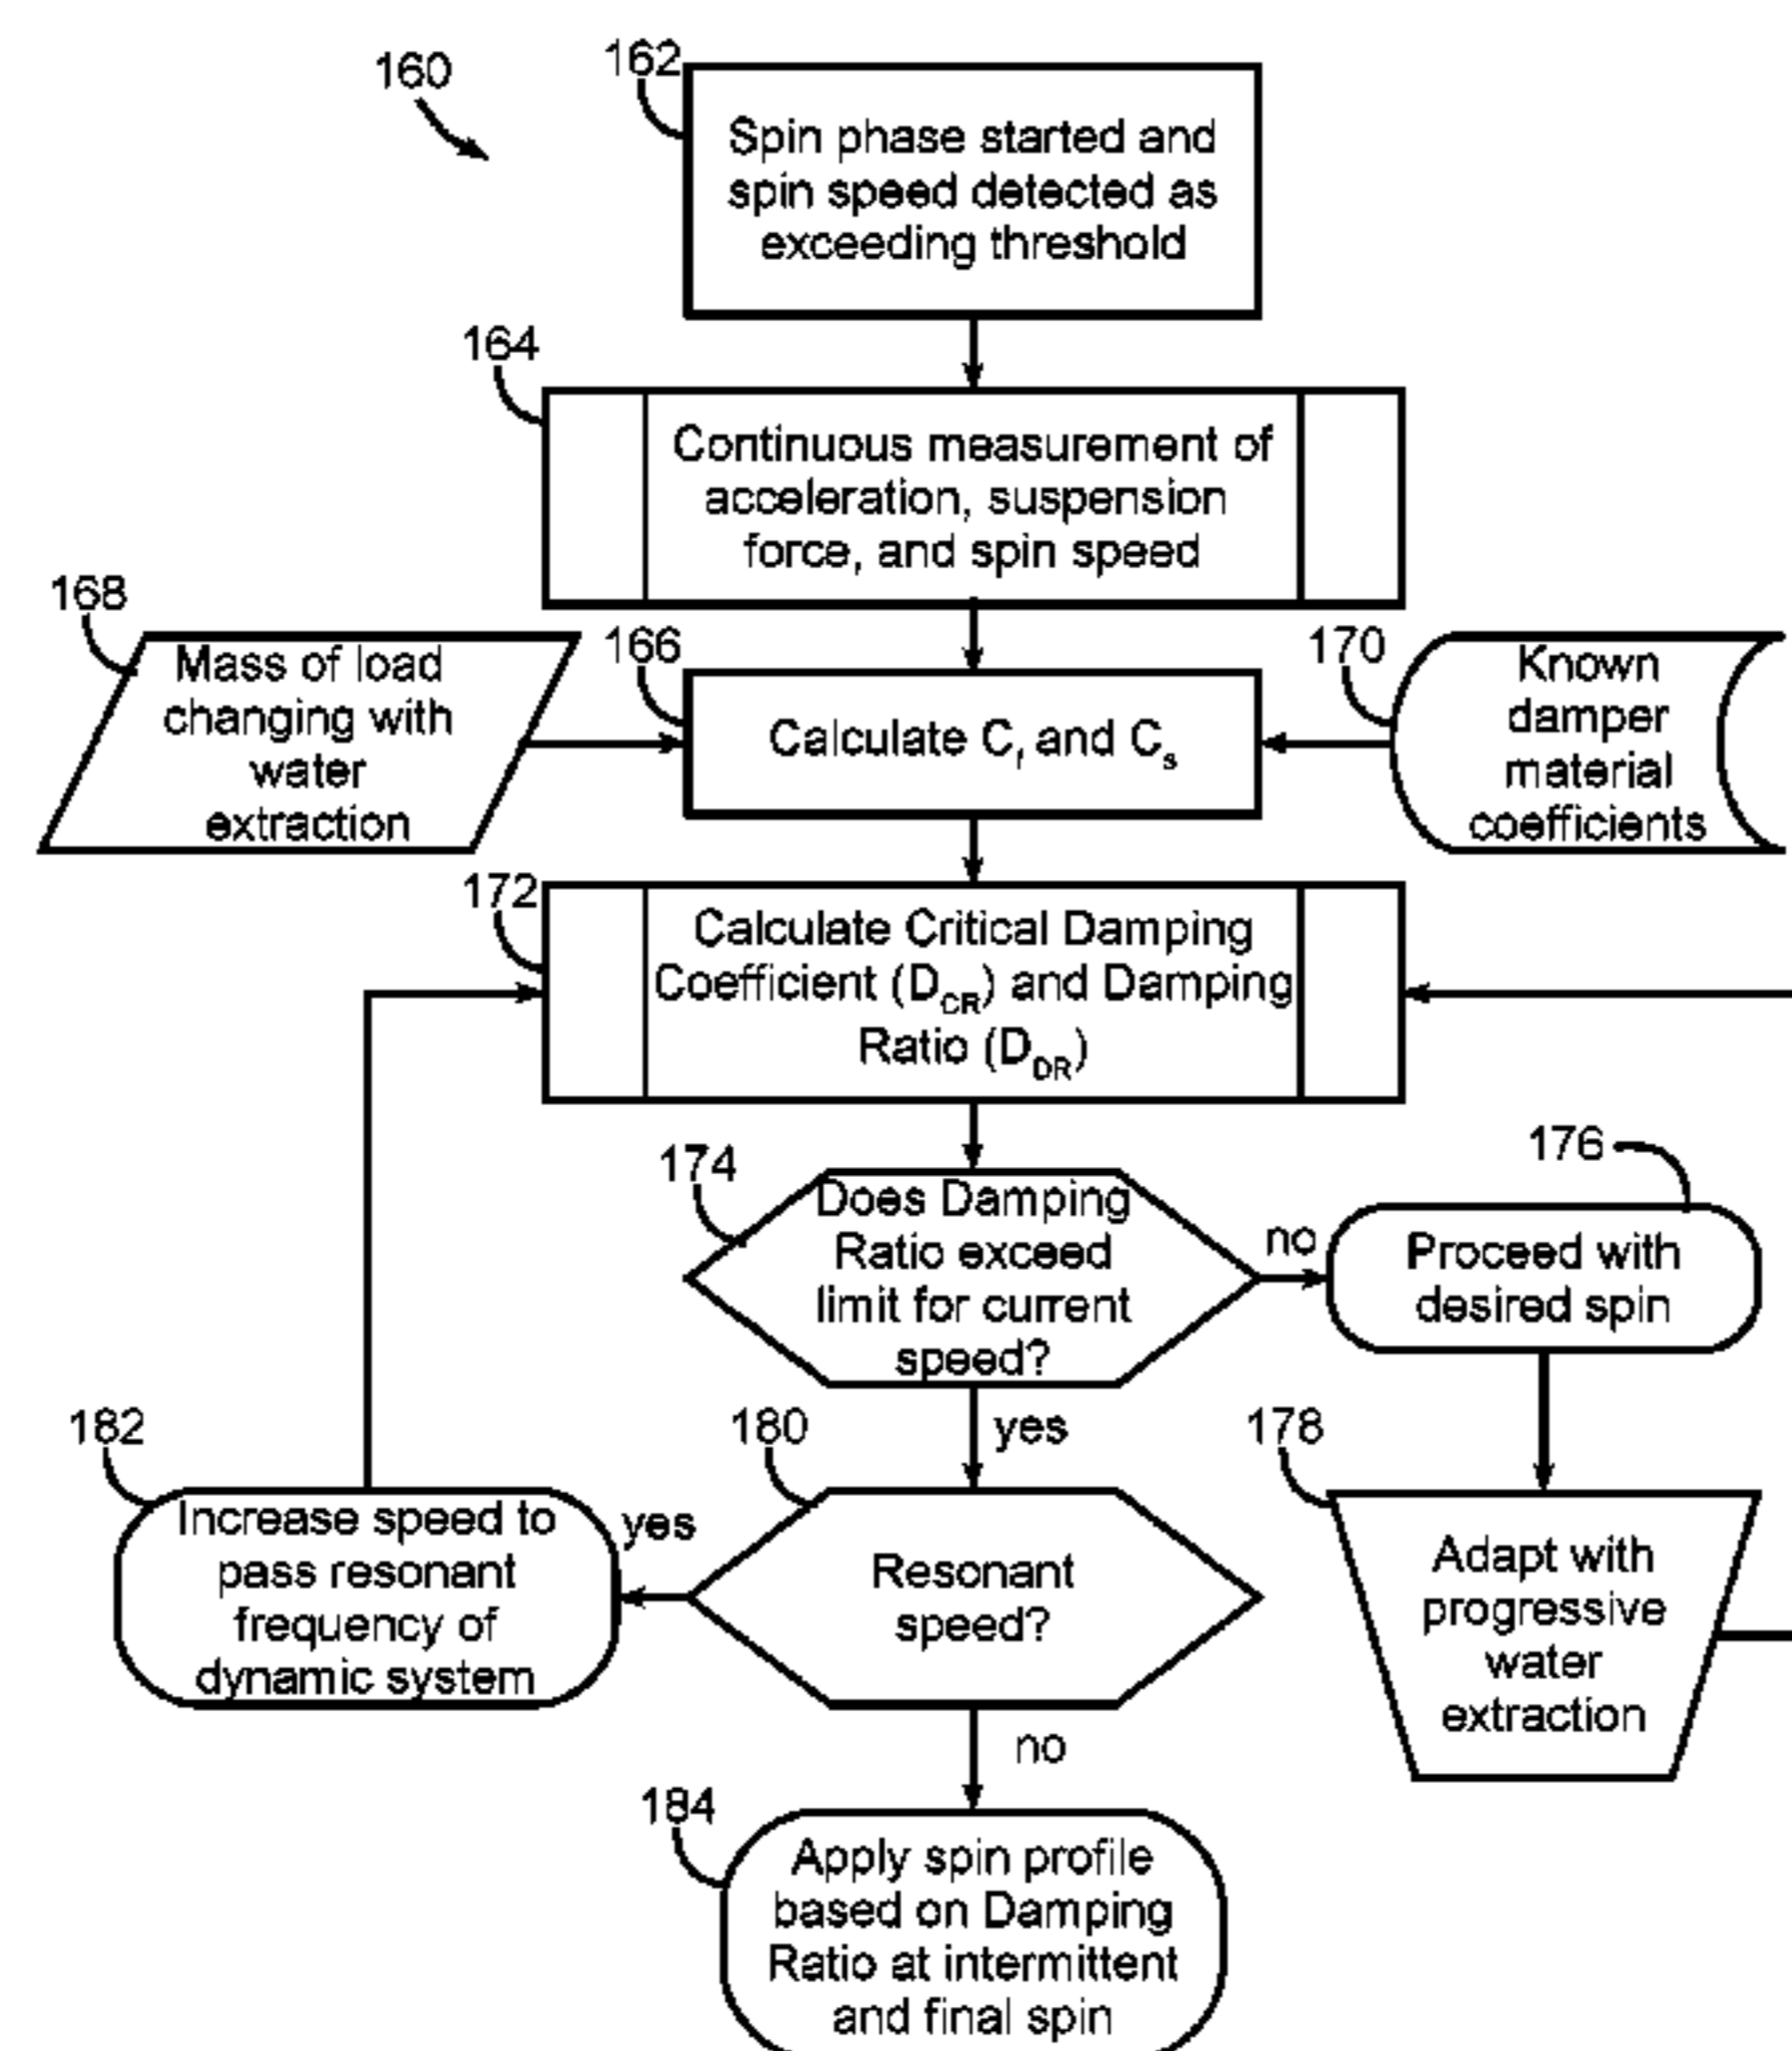 160
162
Spin phase started and
spin speed detected as
exceeding threshold
164
Continuous measurement of
acceleration, suspension
force, and spin speed
168
Mass of load
changing with
water
extraction
166
Calculate Cf and Cs
170
Known
damper
material
coefficients
172
Calculate Critical Damping
Coefficient (DCR) and Damping
Ratio (DDR)
174
Does Damping
Ratio exceed
limit for current
speed?
no
176
Proceed with
desired spin
yes
178
Adapt with
progressive
water
extraction
180
Resonant
speed?
yes
182
Increase speed to
pass resonant
frequency of
dynamic system
no
184
Apply spin profile
based on Damping
Ratio at intermittent
and final spin